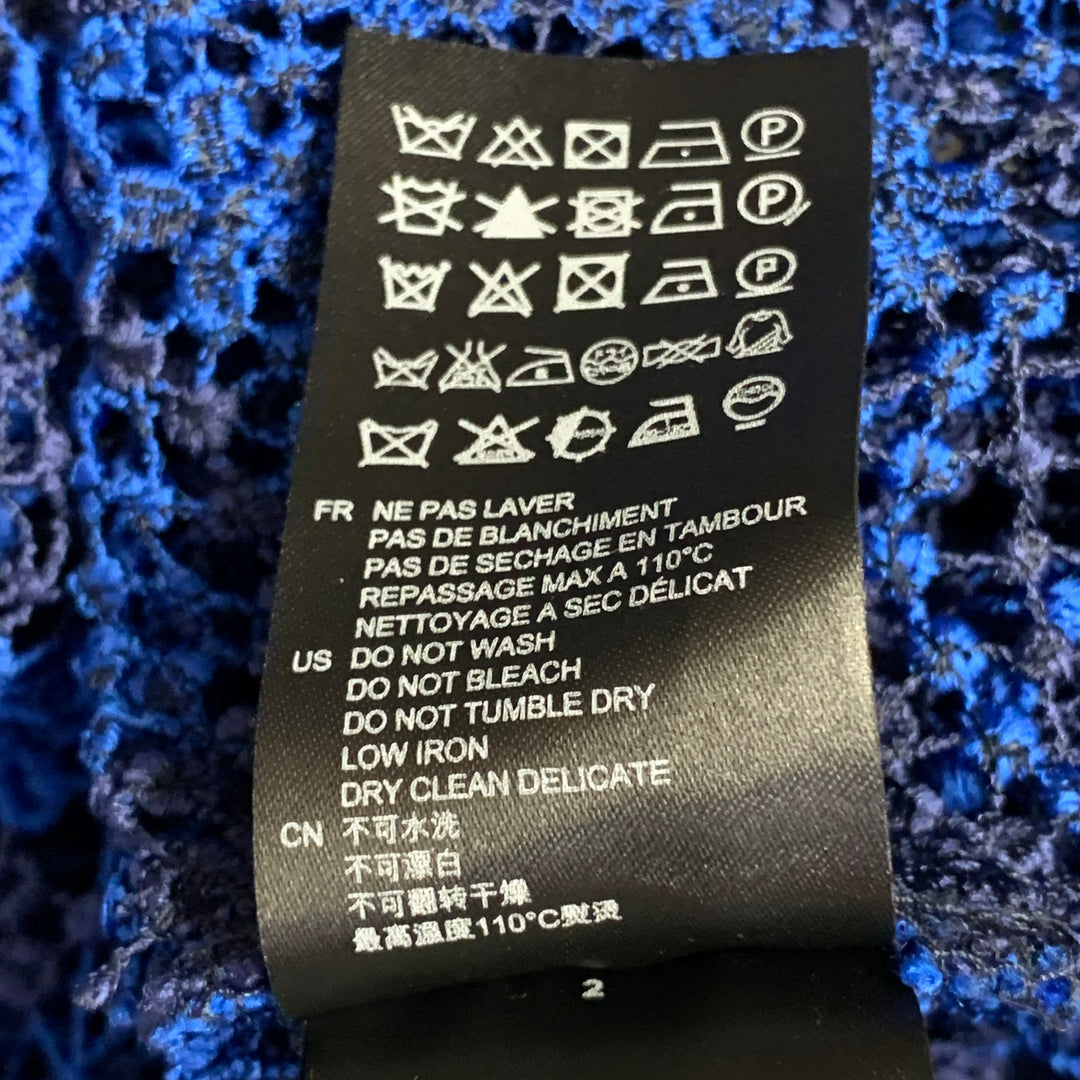 P
P
P
FR NE PAS LAVER
PAS DE BLANCHIMENT
PAS DE SECHAGE EN TAMBOUR
REPASSAGE MAX A 110°C
NETTOYAGE A SEC DÉLICAT
US DO NOT WASH
DO NOT BLEACH
DO NOT TUMBLE DRY
LOW IRON
DRY CLEAN DELICATE
CN 不可水洗
不可漂白
不可翻转干燥
最高温度110°C熨烫
2